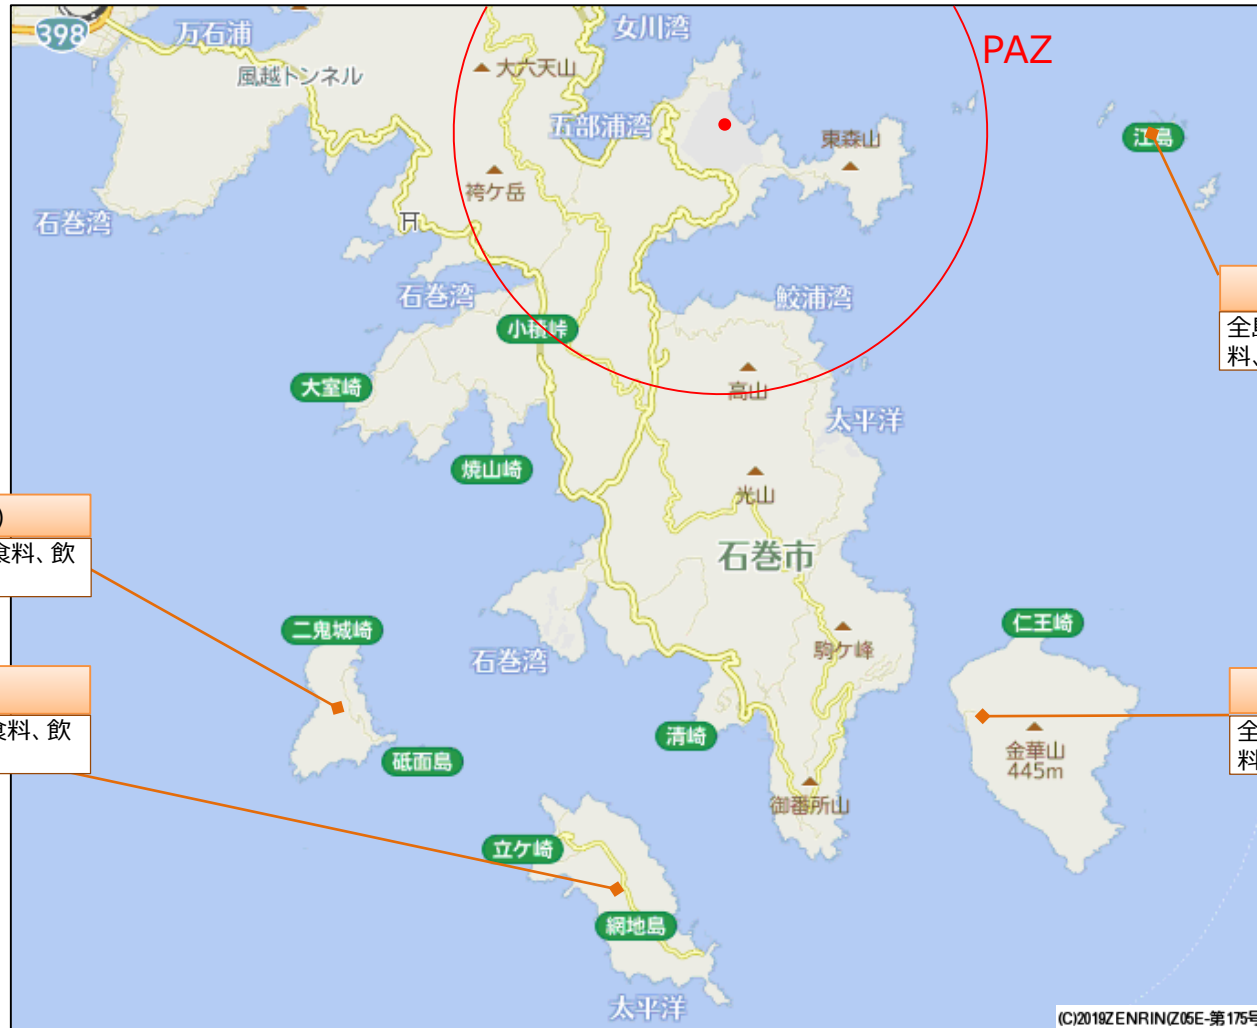 398
万石浦
女川湾
PAZ
風越トンネル
大六天山
五部浦湾
東森山
江島
袴ケ岳
石巻湾
石巻湾
鮫浦湾
小積峠
全島
料、
大室崎
高山
太平洋
焼山崎
光山
)
食料、飲
石巻市
二鬼城崎
仁王崎
石巻湾
駒ケ峰
食料、飲
清崎
全
料
砥面島
金華山
445m
御番所山
立ケ崎
網地島
太平洋
(C)2019ZENRIN(Z05E-第175号